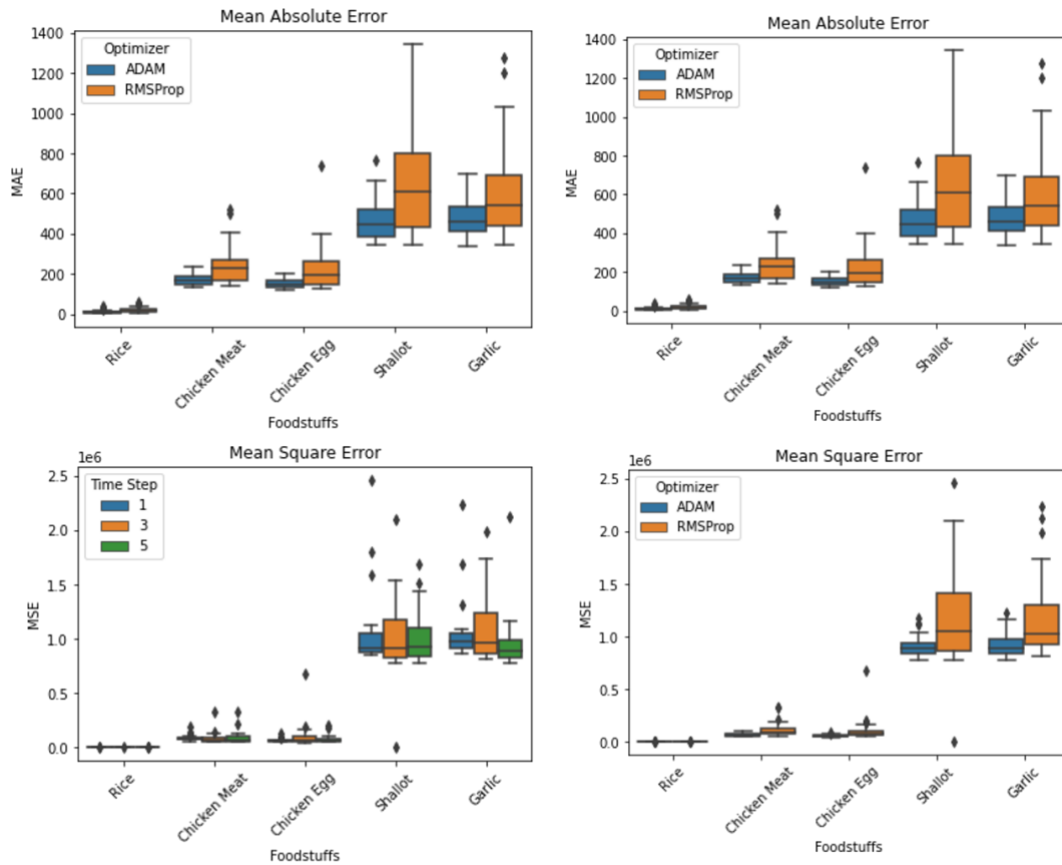 Mean Absolute Error
1400
1200
1000
800
600
400
200
0
MAE
Optimizer
ADAM
RMSProp
Rice
Chicken Meat
Chicken Egg
Shallot
Garlic
Foodstuffs
Mean Absolute Error
1400
1200
1000
800
600
400
200
0
MAE
Optimizer
ADAM
RMSProp
Rice
Chicken Meat
Chicken Egg
Shallot
Garlic
Foodstuffs
Mean Square Error
1e6
2.5
2.0
1.5
1.0
0.5
0.0
MSE
Time Step
1
3
5
Rice
Chicken Meat
Chicken Egg
Shallot
Garlic
Foodstuffs
Mean Square Error
1e6
2.5
2.0
1.5
1.0
0.5
0.0
MSE
Optimizer
ADAM
RMSProp
Rice
Chicken Meat
Chicken Egg
Shallot
Garlic
Foodstuffs